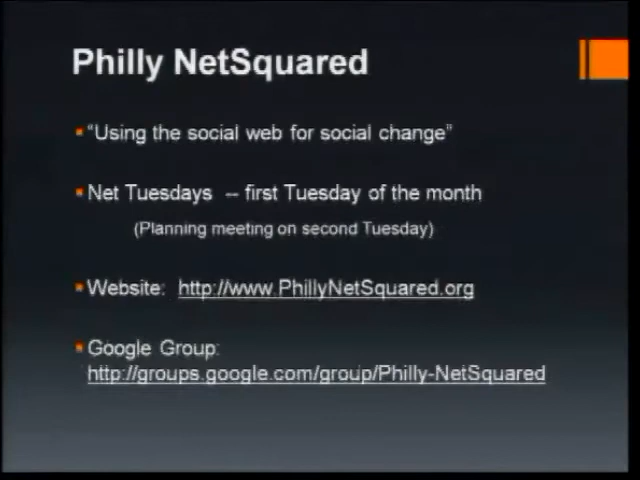 Philly NetSquared
"Using the social web for social change"
Net Tuesdays -- first Tuesday of the month
(Planning meeting on second Tuesday)
Website: http://www.PhillyNetSquared.org
Google Group:
http://groups.google.com/group/Philly-NetSquared